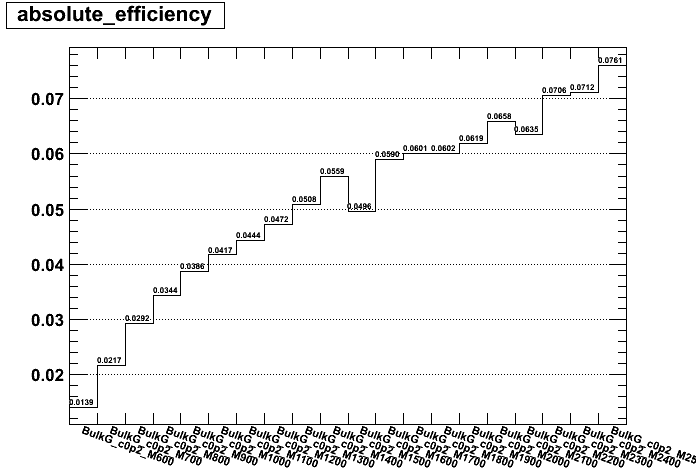 absolute_efficiency
0.0761
0.0706 0.0712
0.07
0.0658
0.0635
0.0619
0.0590 0.0601 0.0602
0.06
0.0559
0.0508
0.0496
0.05
0.0472
0.0444
0.0417
0.04
0.0386
0.0344
0.03
0.0292
0.0217
0.02
0.0139
BulkG_c0p2_M600
BulkG_c0p2_M700
BulkG_c0p2_M800
BulkG_c0p2_M900
BulkG_c0p2_M1000
BulkG_c0p2_M1100
BulkG_c0p2_M1200
BulkG_c0p2_M1300
BulkG_c0p2_M1400
BulkG_c0p2_M1500
BulkG_c0p2_M1600
BulkG_c0p2_M1700
BulkG_c0p2_M1800
BulkG_c0p2_M1900
BulkG_c0p2_M2000
BulkG_c0p2_M2100
BulkG_c0p2_M2200
BulkG_c0p2_M2300
BulkG_c0p2_M2400